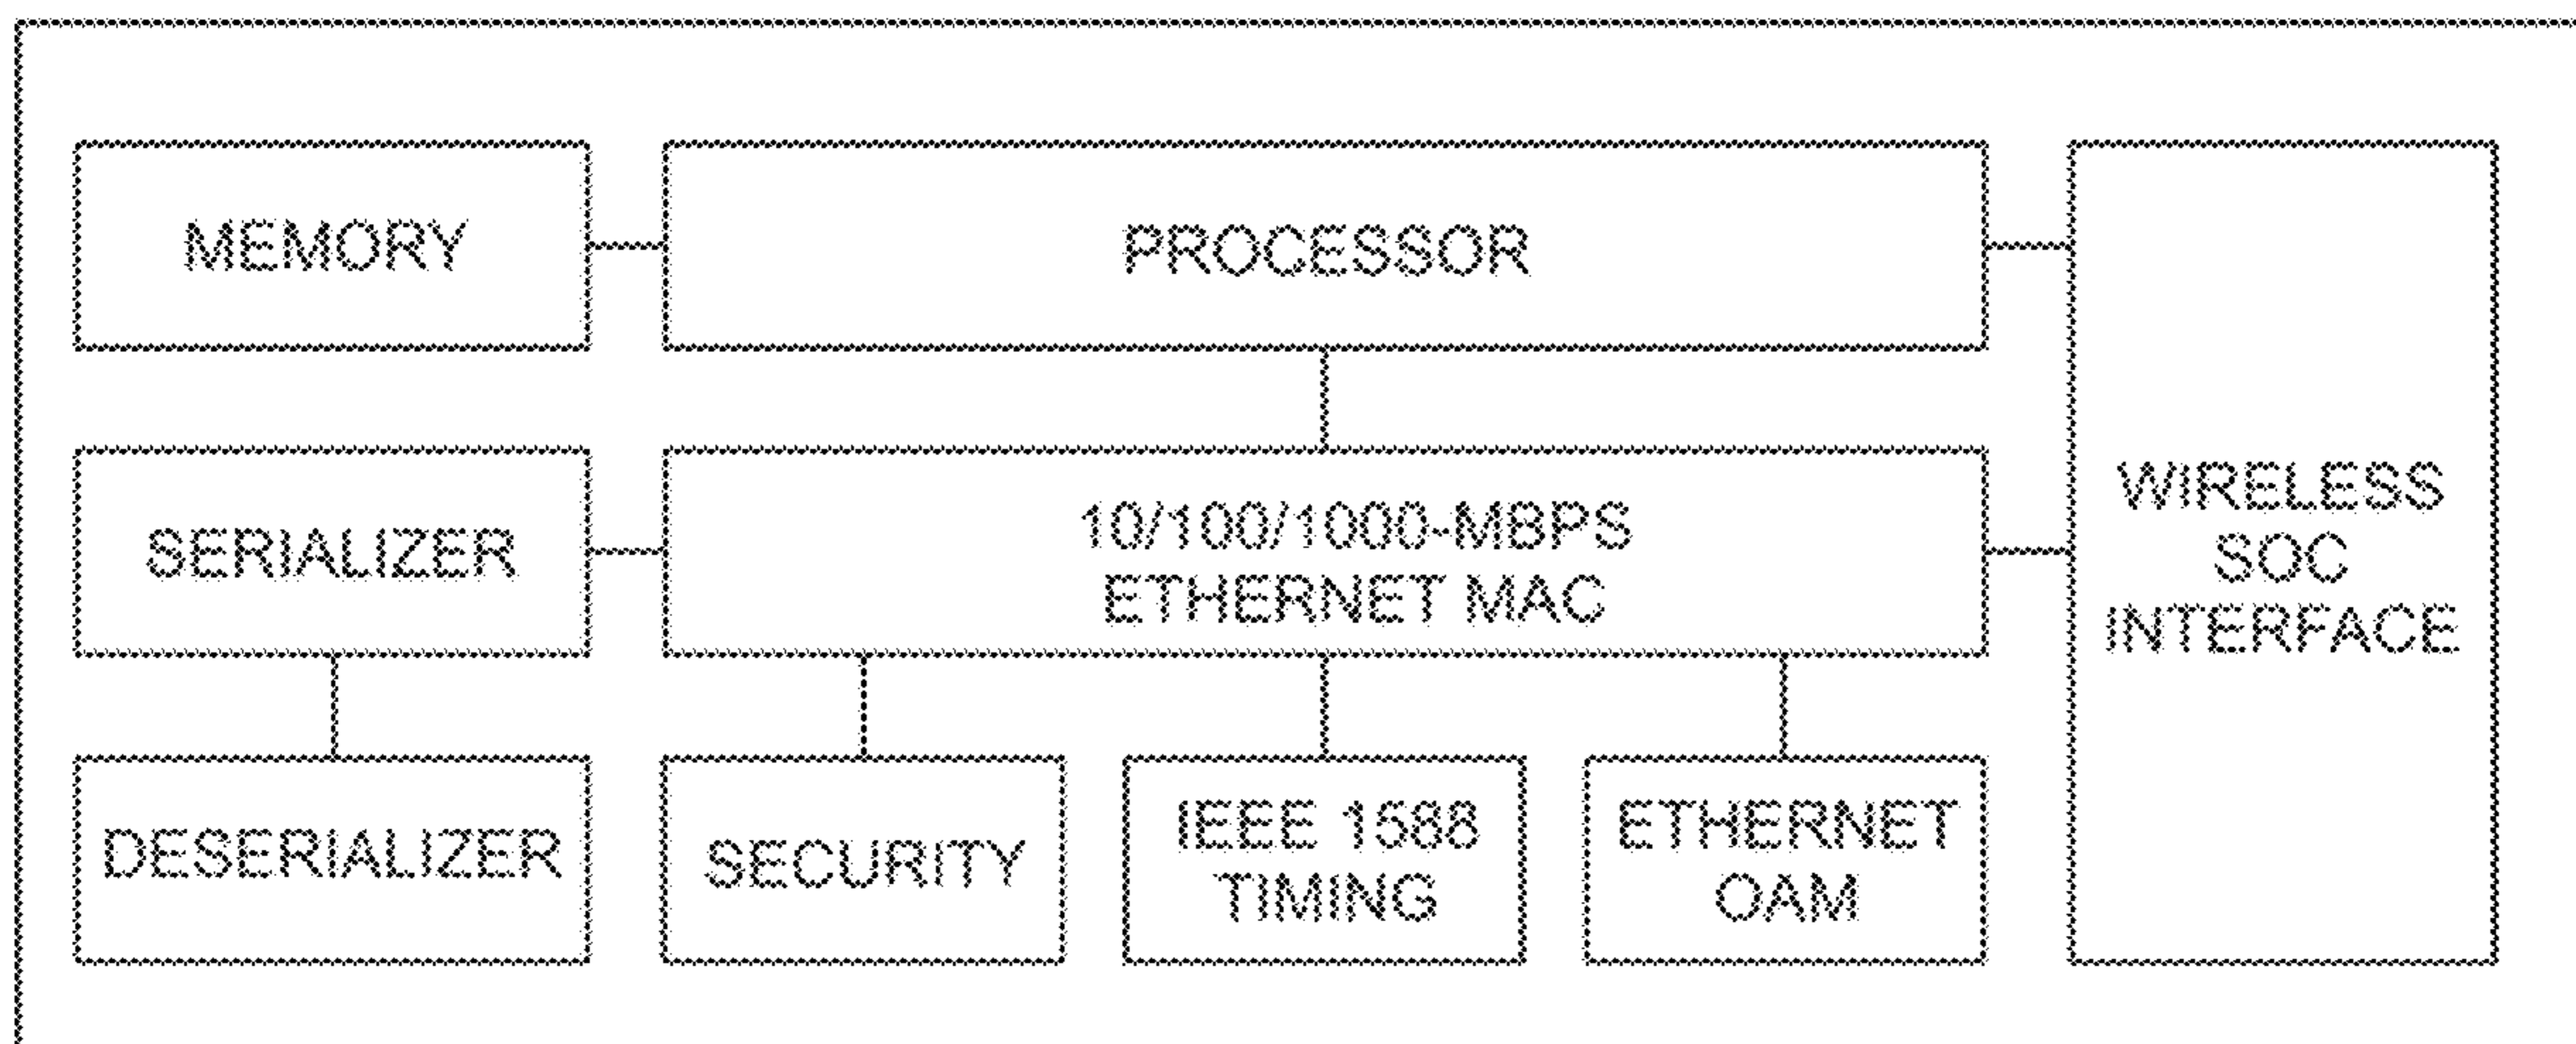 MEMORY
PROCESSOR
WIRELESS
SOC
INTERFACE
SERIALIZER
10/100/1000-MBPS
ETHERNET MAC
DESERIALIZER
SECURITY
IEEE 1588
TIMING
ETHERNET
OAM